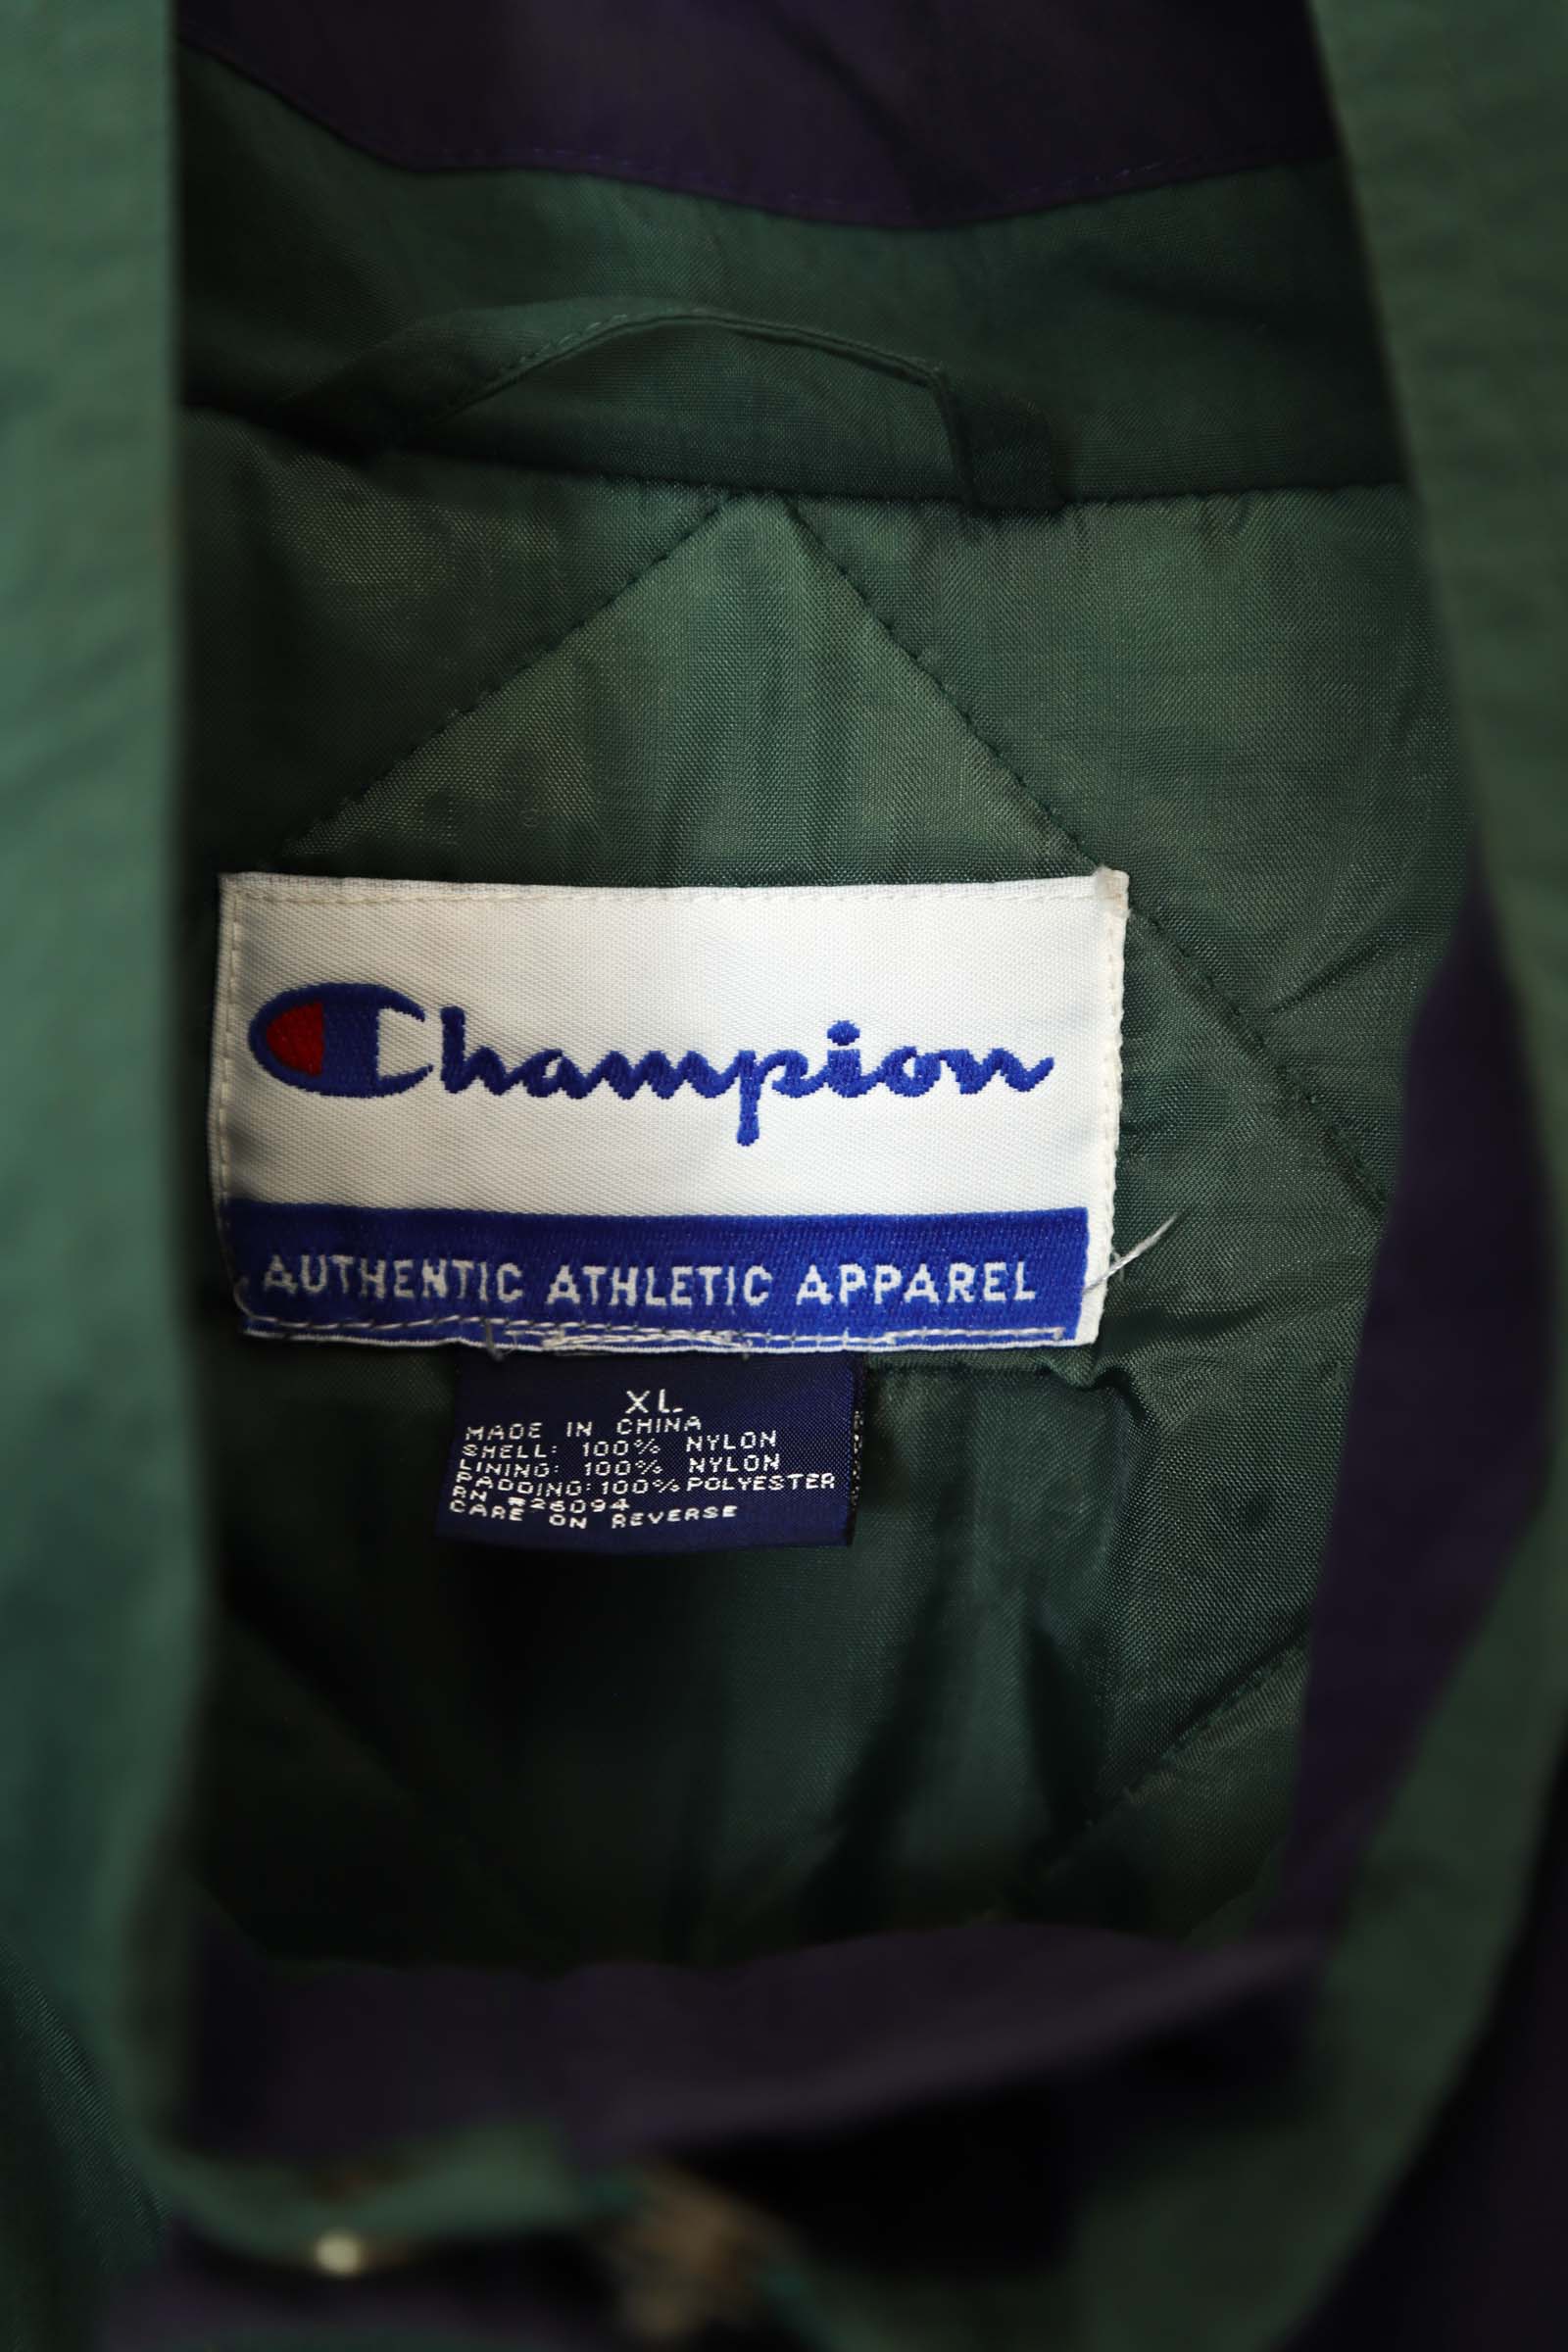 Champion
AUTHENTIC ATHLETIC APPAREL
XL
MADE IN CHINA
SHELL: 100% NYLON
LINING: 100% NYLON
PADDING: 100% POLYESTER
RN #26094
CARE ON REVERSE